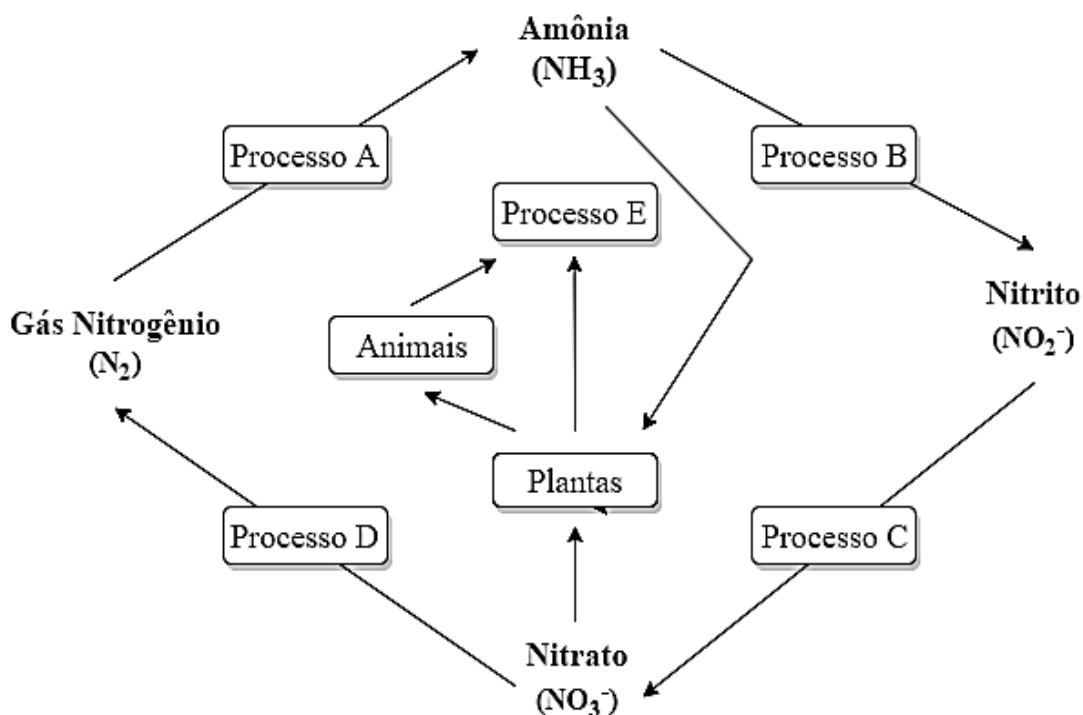 Amônia
(NH₃)
Processo A
Processo B
Processo E
Gás Nitrogênio
(N₂)
Animais
Nitrito
(NO₂⁻)
Plantas
Processo D
Processo C
Nitrato
(NO₃⁻)